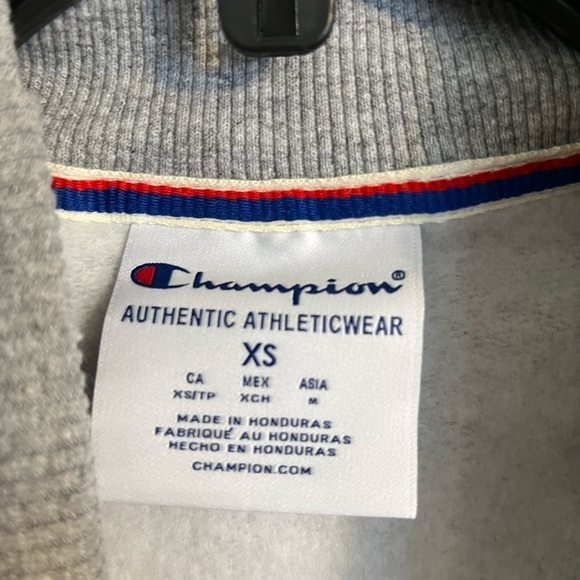 Champion®
AUTHENTIC ATHLETICWEAR
XS
CA MEX ASIA
XS/TP XCH M
MADE IN HONDURAS
FABRIQUÉ AU HONDURAS
HECHO EN HONDURAS
CHAMPION.COM